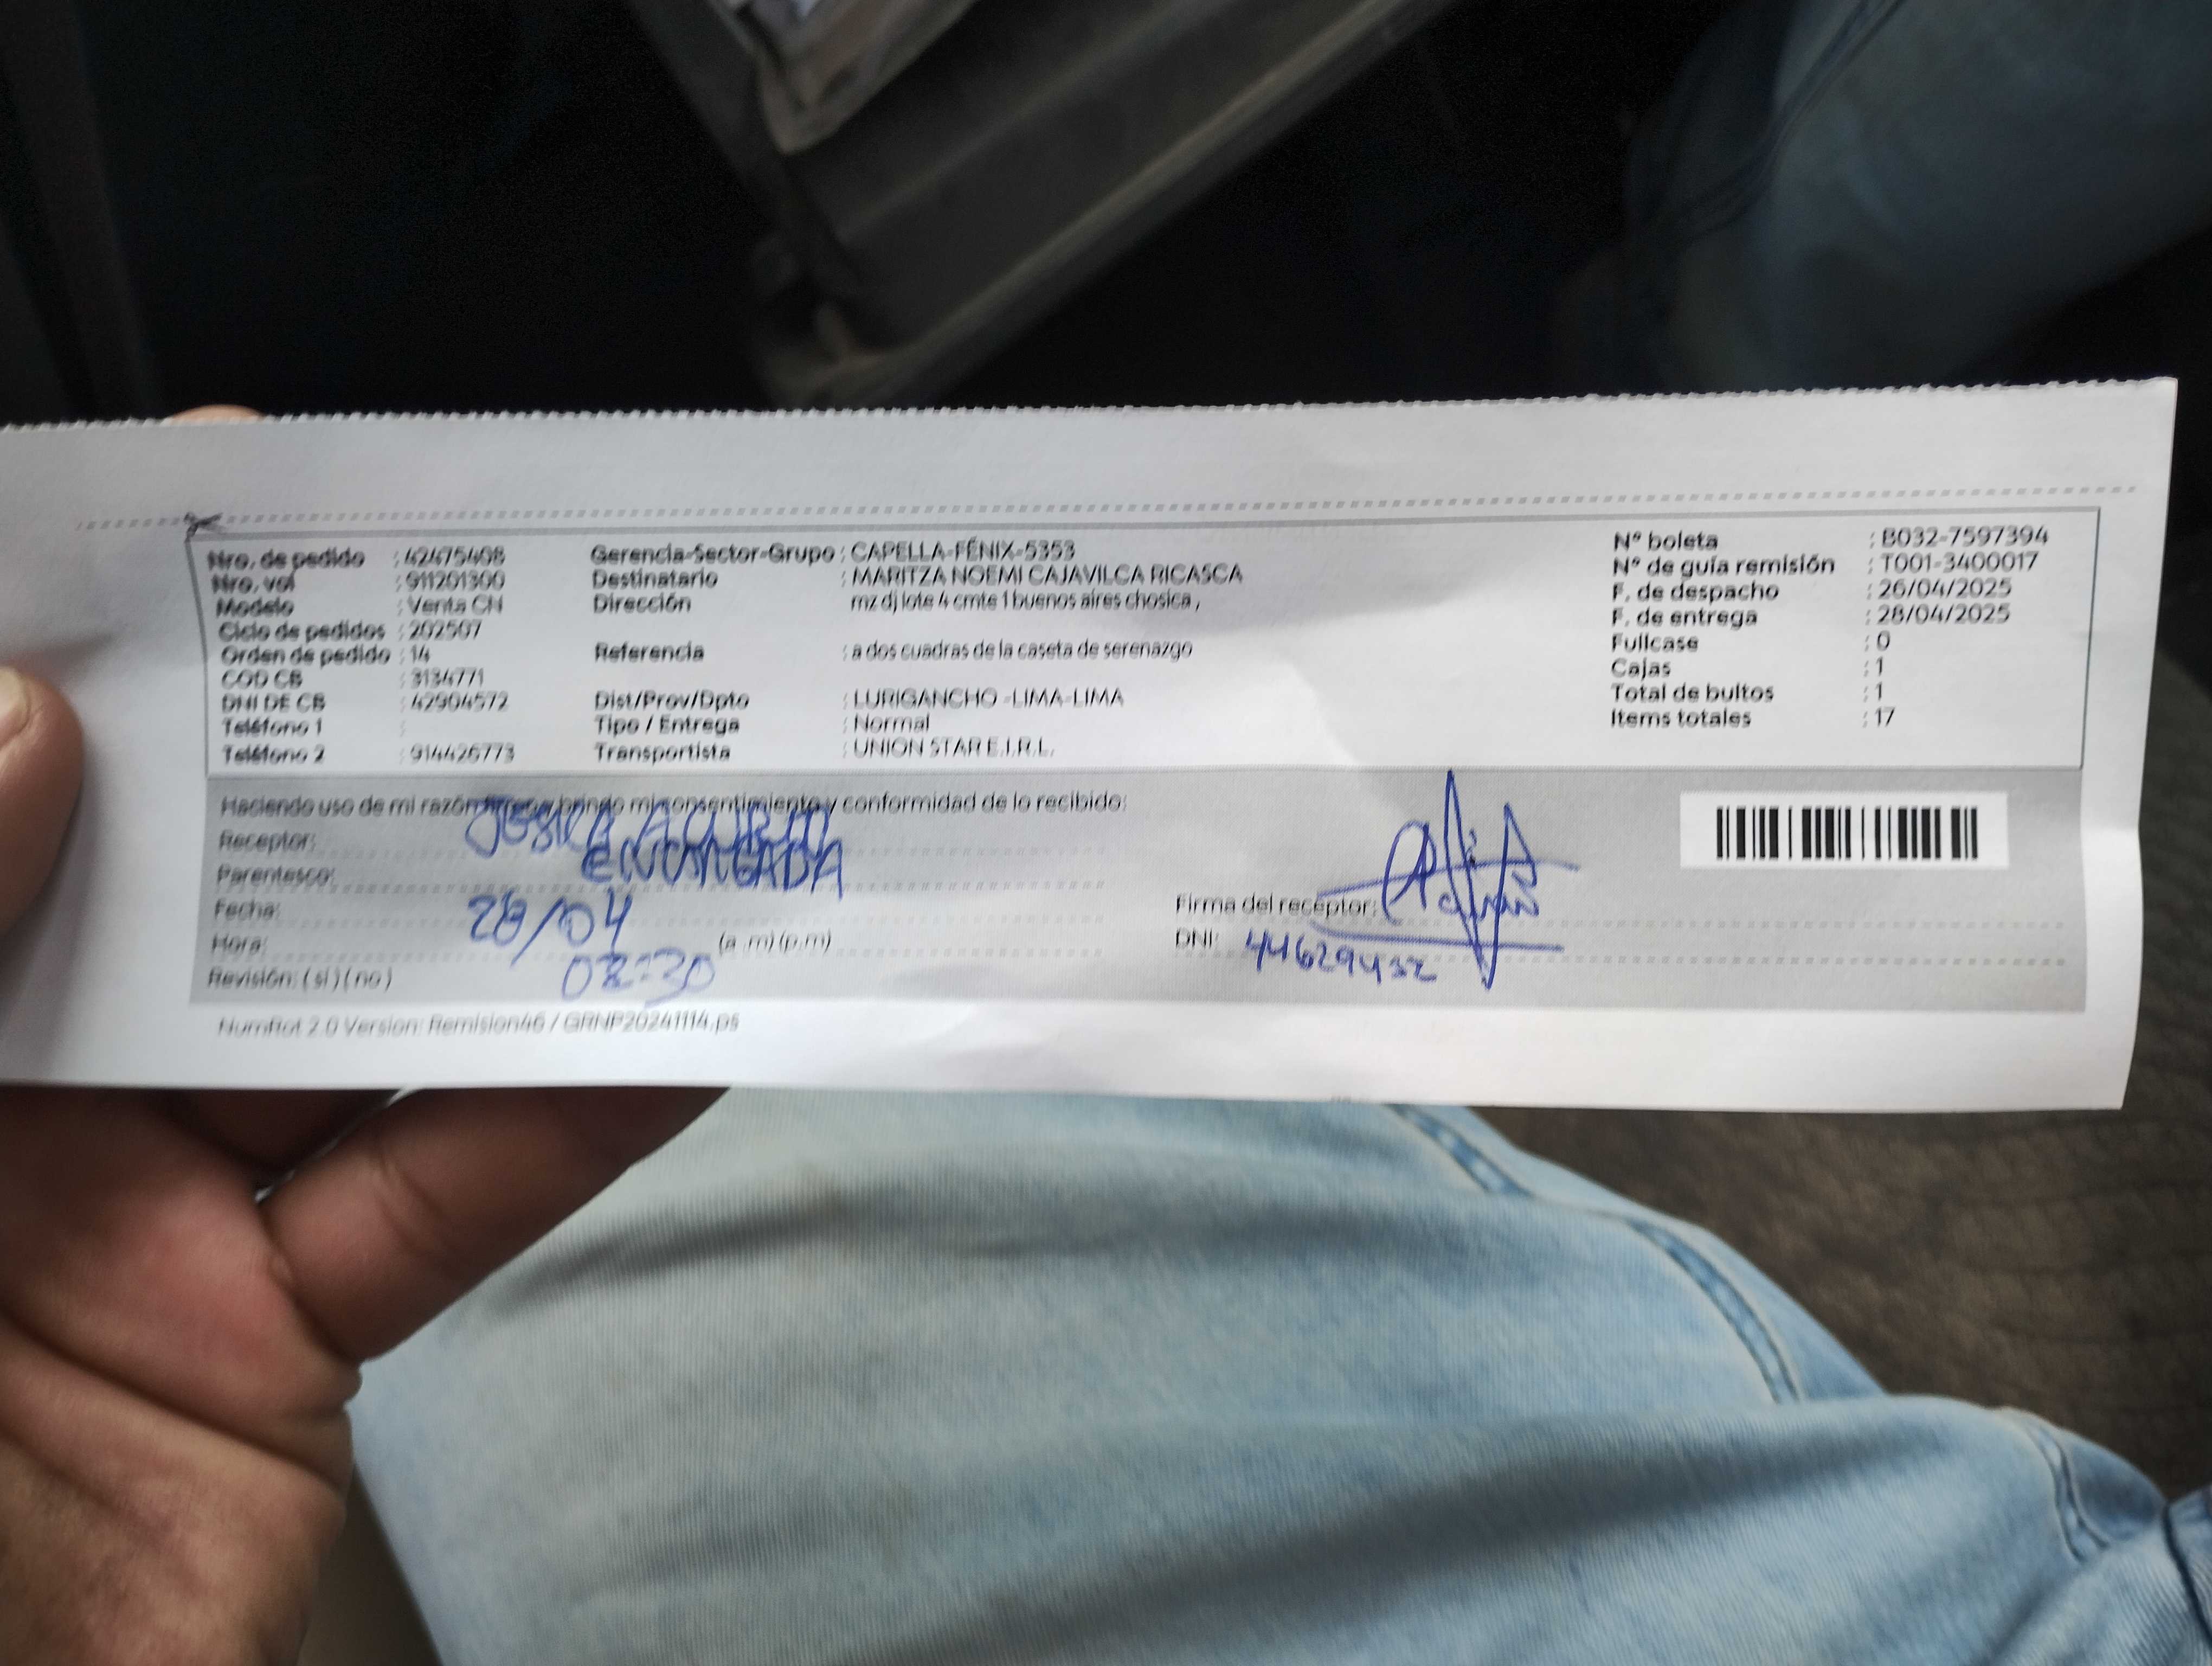 Nro. de pedido : 42475408
Nro. vol : 911201300
Modelo : Venta CN
Ciclo de pedidos : 202507
Orden de pedido : 14
COD CB : 3134771
DNI DE CB : 42904572
Teléfono 1 :
Teléfono 2 : 914426773
Gerencia-Sector-Grupo : CAPELLA-FÉNIX-5353
Destinatario : MARITZA NOEMI CAJAVILCA RICASCA
Dirección mz dj lote 4 cmte 1 buenos aires chosica ,
Referencia : a dos cuadras de la caseta de serenazgo
Dist/Prov/Dpto : LURIGANCHO -LIMA-LIMA
Tipo / Entrega : Normal
Transportista : UNION STAR E.I.R.L.
N° boleta : B032-7597394
N° de guía remisión : T001-3400017
F. de despacho : 26/04/2025
F. de entrega : 28/04/2025
Fullcase : 0
Cajas : 1
Total de bultos : 1
Items totales : 17
Haciendo uso de mi razón brindo mi consentimiento y conformidad de lo recibido:
Receptor:
Parentesco: ENCARGADA
Fecha: 28/04
Hora: 08:30 (a .m) (p.m)
Revisión: ( si ) ( no )
Firma del receptor:
DNI: 44629432
NumRot 2.0 Version: Remision46 / GRNP20241114.ps